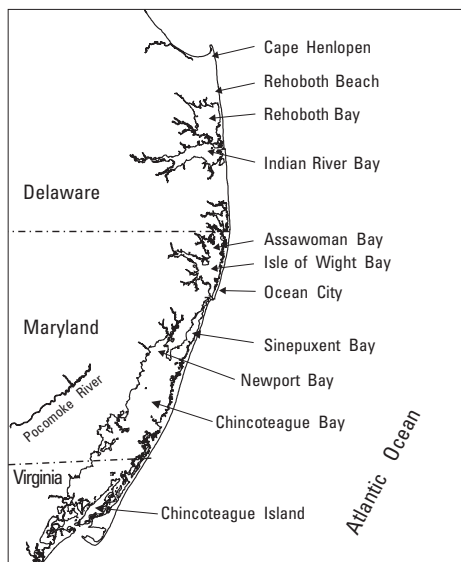 Cape Henlopen
Rehoboth Beach
Rehoboth Bay
Indian River Bay
Delaware
Assawoman Bay
Isle of Wight Bay
Ocean City
Maryland
Sinepuxent Bay
Newport Bay
Pocomoke River
Chincoteague Bay
Atlantic Ocean
Virginia
Chincoteague Island